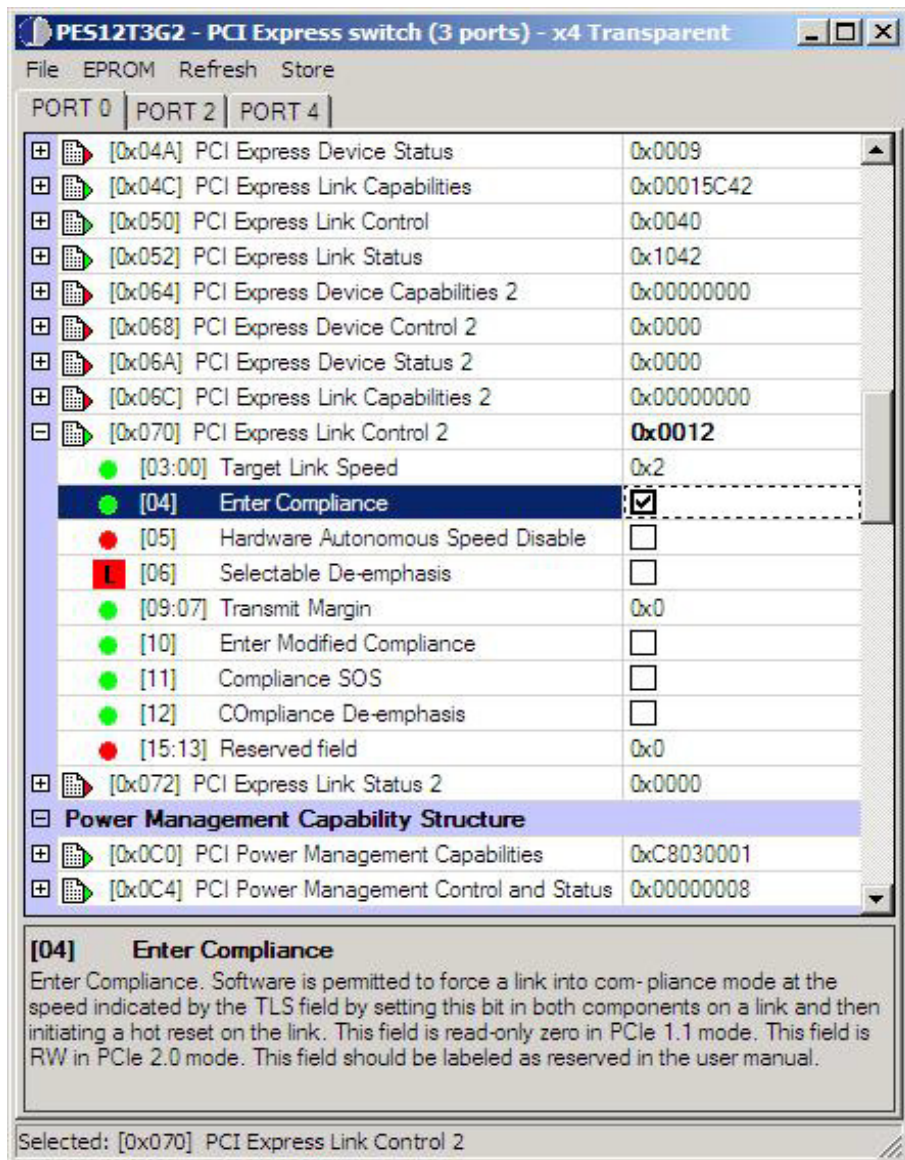 PES12T3G2 - PCI Express switch (3 ports) - x4 Transparent
File EPROM Refresh Store
PORT 0 PORT 2 PORT 4
[0x04A] PCI Express Device Status 0x0009
[0x04C] PCI Express Link Capabilities 0x00015C42
[0x050] PCI Express Link Control 0x0040
[0x052] PCI Express Link Status 0x1042
[0x064] PCI Express Device Capabilities 2 0x00000000
[0x068] PCI Express Device Control 2 0x0000
[0x06A] PCI Express Device Status 2 0x0000
[0x06C] PCI Express Link Capabilities 2 0x00000000
[0x070] PCI Express Link Control 2 0x0012
[03:00] Target Link Speed 0x2
[04] Enter Compliance
[05] Hardware Autonomous Speed Disable
L [06] Selectable De-emphasis
[09:07] Transmit Margin 0x0
[10] Enter Modified Compliance
[11] Compliance SOS
[12] COmpliance De-emphasis
[15:13] Reserved field 0x0
[0x072] PCI Express Link Status 2 0x0000
Power Management Capability Structure
[0x0C0] PCI Power Management Capabilities 0xC8030001
[0x0C4] PCI Power Management Control and Status 0x00000008
[04] Enter Compliance
Enter Compliance. Software is pemitted to force a link into com- pliance mode at the
speed indicated by the TLS field by setting this bit in both components on a link and then
initiating a hot reset on the link. This field is read-only zero in PCIe 1.1 mode. This field is
RW in PCIe 2.0 mode. This field should be labeled as reserved in the user manual.
Selected: [0x070] PCI Express Link Control 2